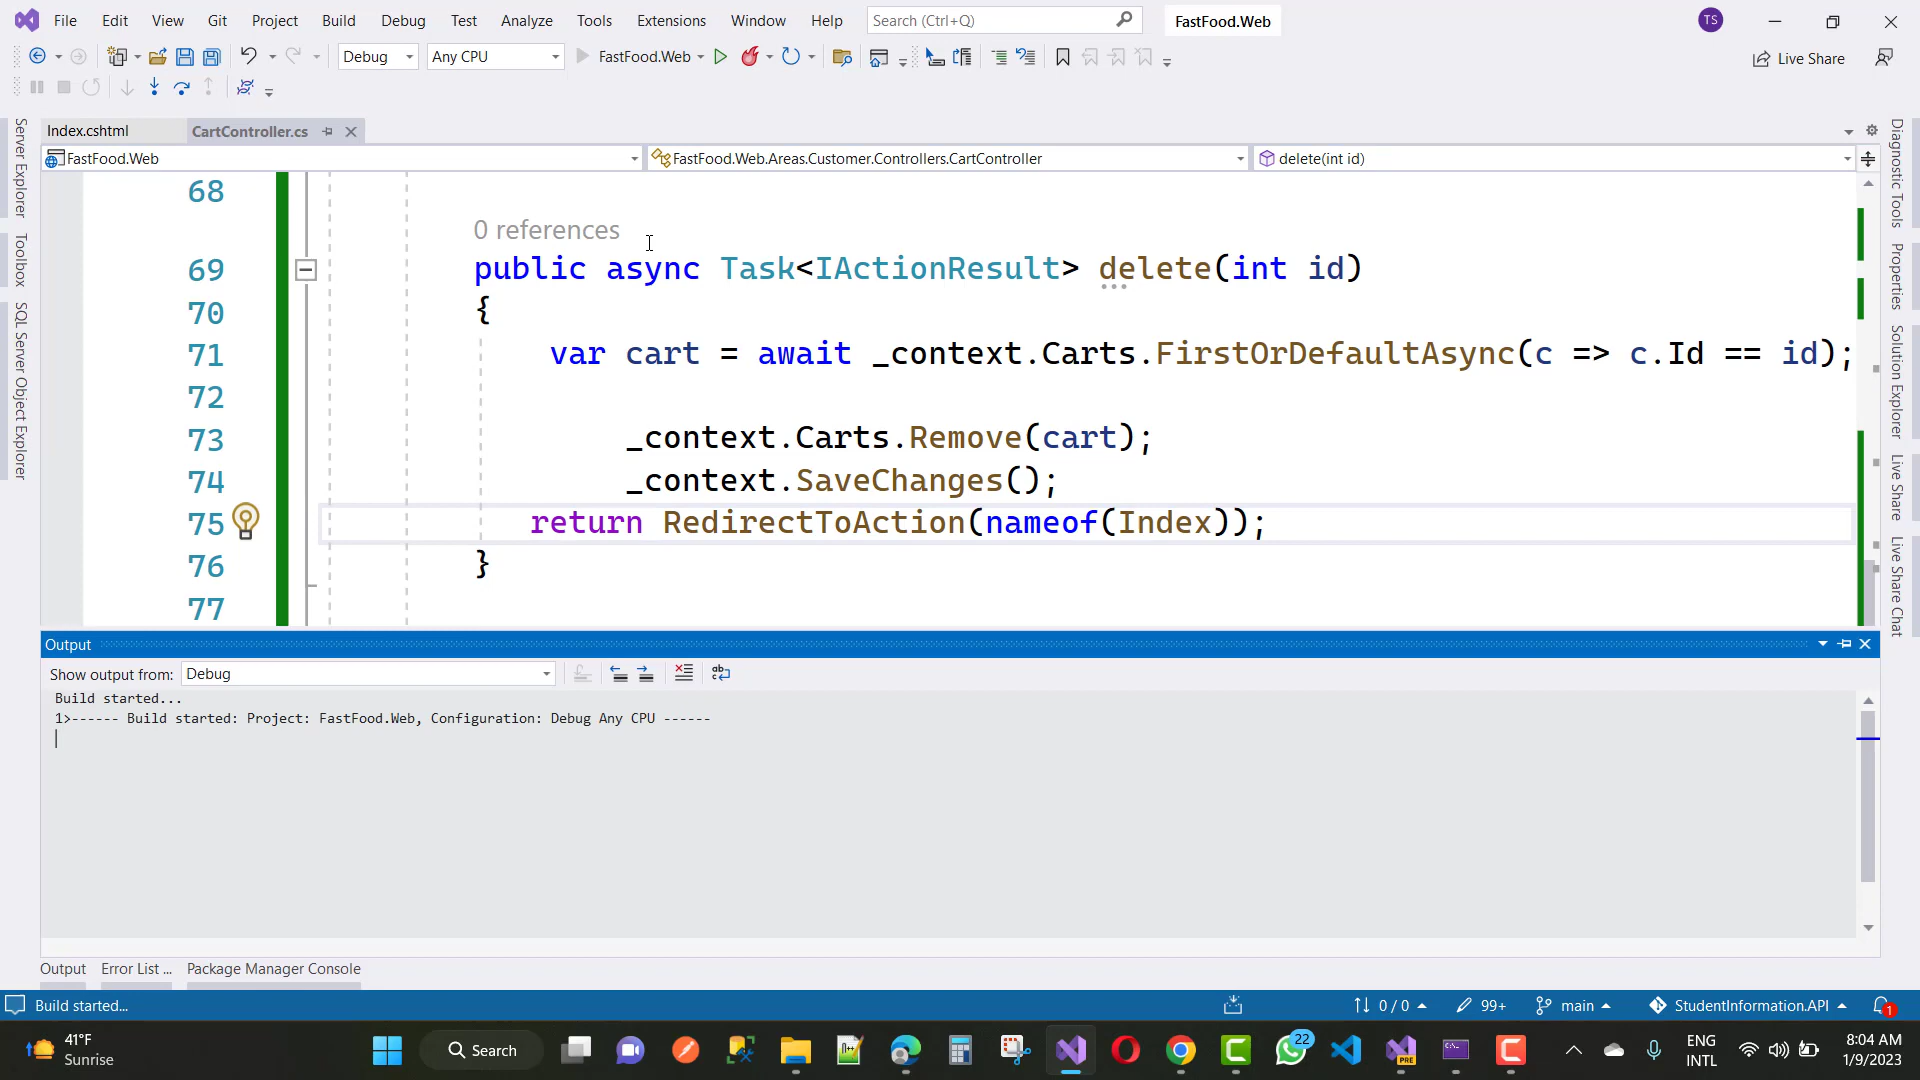 File Edit View Git Project Build Debug Test Analyze Tools Extensions Window Help Search (Ctrl+Q) FastFood.Web TS
Debug Any CPU FastFood.Web Live Share
Index.cshtml CartController.cs
FastFood.Web FastFood.Web.Areas.Customer.Controllers.CartController delete(int id)
Server Explorer
Toolbox
SQL Server Object Explorer
68
0 references
69 public async Task<IActionResult> delete(int id)
70 {
71 var cart = await _context.Carts.FirstOrDefaultAsync(c => c.Id == id);
72
73 _context.Carts.Remove(cart);
74 _context.SaveChanges();
75 return RedirectToAction(nameof(Index));
76 }
77
Diagnostic Tools
Properties
Solution Explorer
Live Share
Live Share Chat
Output
Show output from: Debug
Build started...
1>------ Build started: Project: FastFood.Web, Configuration: Debug Any CPU ------
Output Error List ... Package Manager Console
Build started... 0 / 0 99+ main StudentInformation.API 1
41°F
Sunrise
Search
22
PRE
ENG
INTL
8:04 AM
1/9/2023